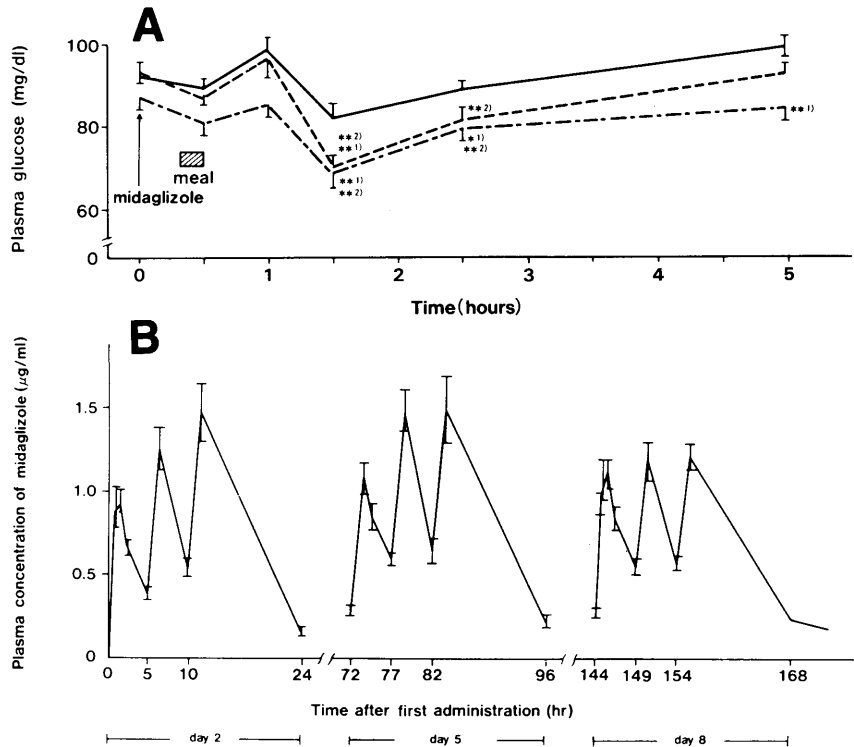 A
Plasma glucose (mg/dl)
100
80
60
0
midaglizole
meal
** 2)
** 1)
** 1)
** 2)
** 2)
* 1)
** 2)
** 1)
0 1 2 3 4 5
Time(hours)
B
Plasma concentration of midaglizole (μg/ml)
1.5
1.0
0.5
0
0 5 10 24 72 77 82 96 144 149 154 168
Time after first administration (hr)
day 2 day 5 day 8